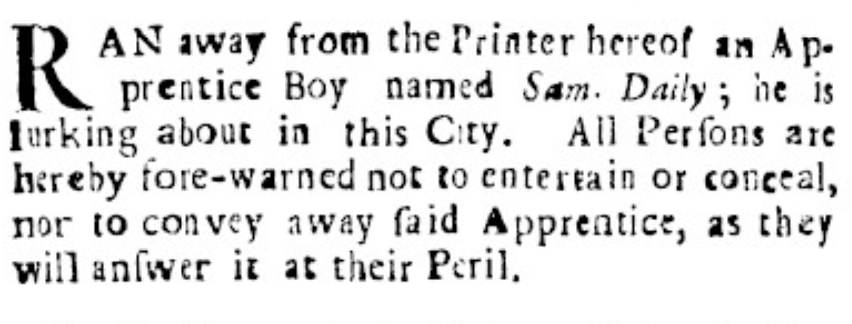 RAN away from the Printer hereof an Ap-
prentice Boy named Sam. Daily; he is
lurking about in this City. All Perſons are
hereby fore-warned not to entertain or conceal,
nor to convey away ſaid Apprentice, as they
will anſwer it at their Peril.